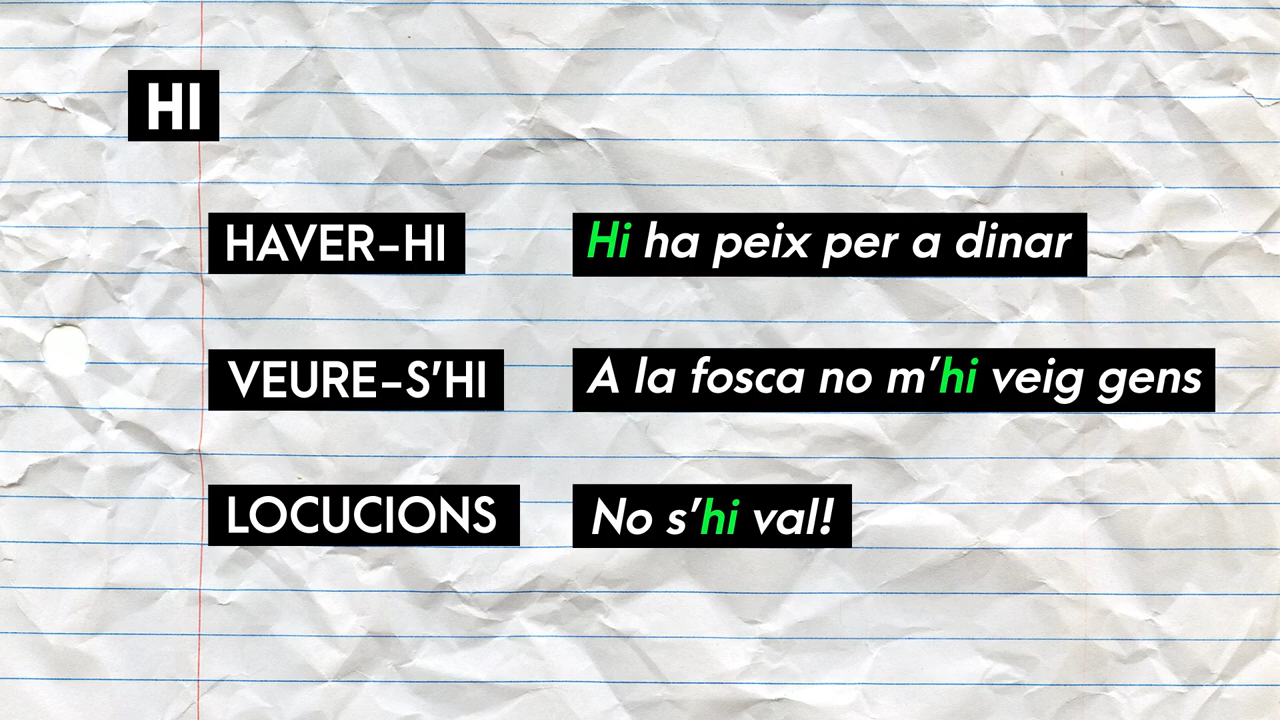 HI
HAVER-HI
Hi ha peix per a dinar
VEURE-S'HI
A la fosca no m'hi veig gens
LOCUCIONS
No s'hi val!